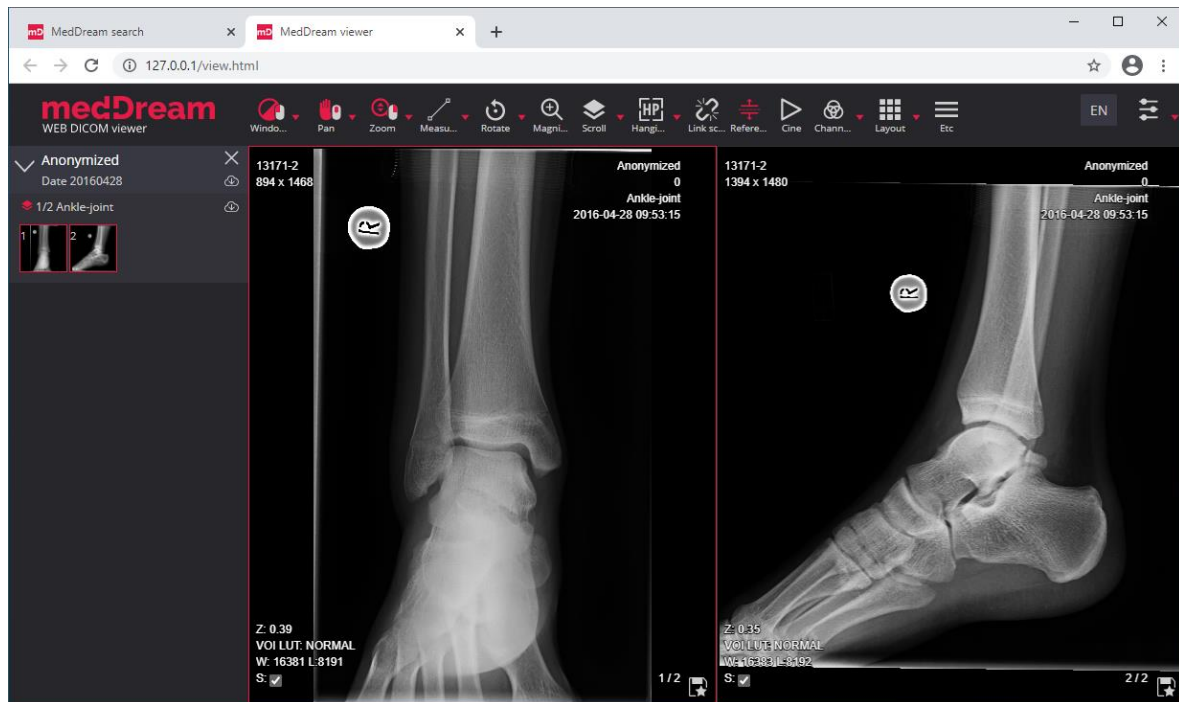 MedDream search
MedDream viewer
127.0.0.1/view.html
medDream
WEB DICOM viewer
Windo...
Pan
Zoom
Measu...
Rotate
Magni...
Scroll
Hangi...
HP
Link sc...
Refere...
Cine
Chann...
Layout
Etc
EN
Anonymized
Date 20160428
1/2 Ankle-joint
1
2
13171-2
894 x 1468
Anonymized
0
Ankle-joint
2016-04-28 09:53:15
Z: 0.39
VOI LUT: NORMAL
W: 16381 L:8191
S:
1 / 2
13171-2
1394 x 1480
Anonymized
0
Ankle-joint
2016-04-28 09:53:15
Z: 0.35
VOI LUT: NORMAL
W: 16383 L:8192
S:
2 / 2